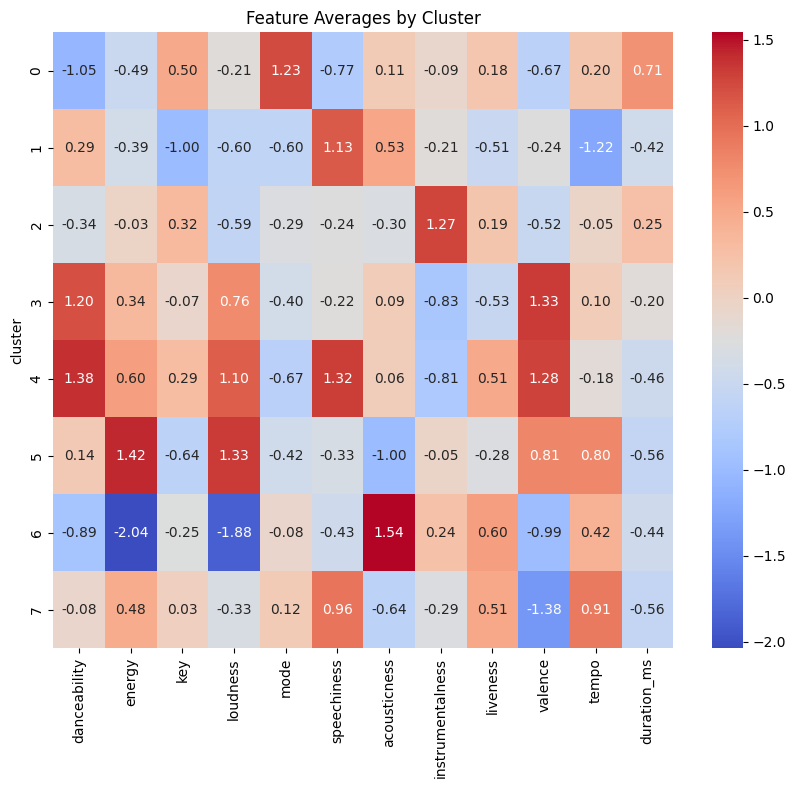 Feature Averages by Cluster
0 -1.05 -0.49 0.50 -0.21 1.23 -0.77 0.11 -0.09 0.18 -0.67 0.20 0.71
1 0.29 -0.39 -1.00 -0.60 -0.60 1.13 0.53 -0.21 -0.51 -0.24 -1.22 -0.42
2 -0.34 -0.03 0.32 -0.59 -0.29 -0.24 -0.30 1.27 0.19 -0.52 -0.05 0.25
3 1.20 0.34 -0.07 0.76 -0.40 -0.22 0.09 -0.83 -0.53 1.33 0.10 -0.20
cluster
4 1.38 0.60 0.29 1.10 -0.67 1.32 0.06 -0.81 0.51 1.28 -0.18 -0.46
5 0.14 1.42 -0.64 1.33 -0.42 -0.33 -1.00 -0.05 -0.28 0.81 0.80 -0.56
6 -0.89 -2.04 -0.25 -1.88 -0.08 -0.43 1.54 0.24 0.60 -0.99 0.42 -0.44
7 -0.08 0.48 0.03 -0.33 0.12 0.96 -0.64 -0.29 0.51 -1.38 0.91 -0.56
danceability
energy
key
loudness
mode
speechiness
acousticness
instrumentalness
liveness
valence
tempo
duration_ms
1.5
1.0
0.5
0.0
−0.5
−1.0
−1.5
−2.0